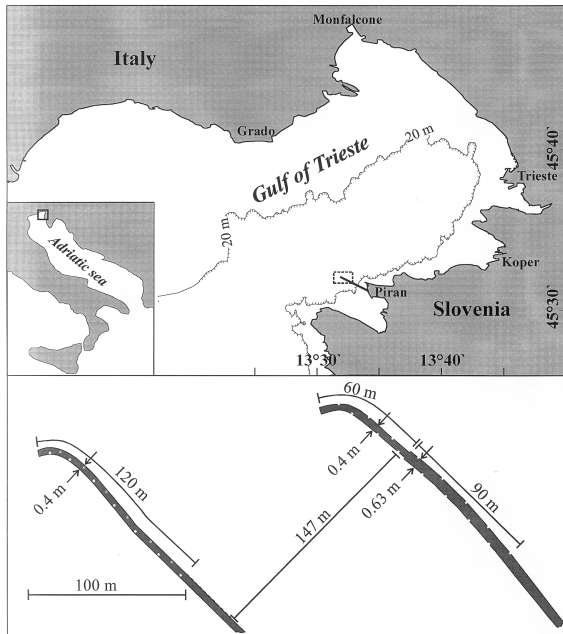 Monfalcone
Italy
Grado
20 m
Gulf of Trieste
45°40`
Trieste
20 m
Adriatic sea
Koper
Piran
Slovenia
45°30`
13°30`
13°40`
60 m
120 m
0.4 m
0.4 m
0.63 m
90 m
147 m
100 m